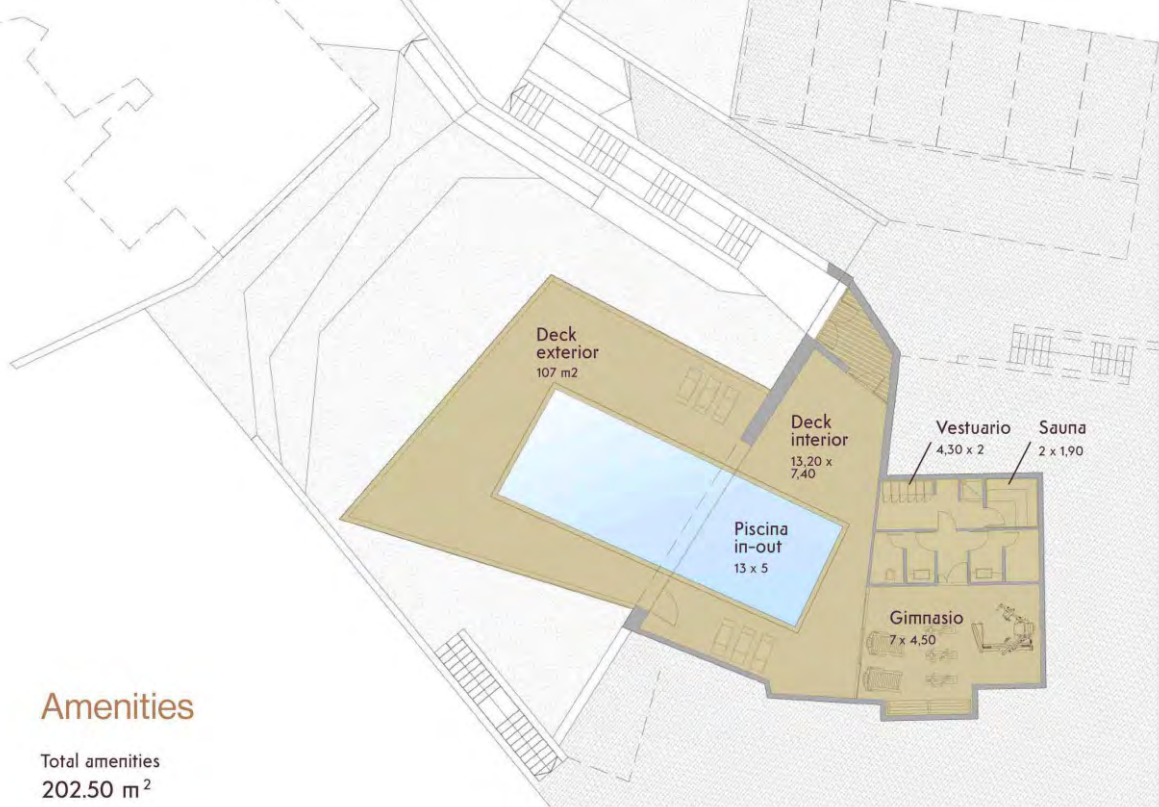 Deck
exterior
107 m2
Deck
interior
13,20 x
7,40
Vestuario
4,30 x 2
Sauna
2 x 1,90
Piscina
in-out
13 x 5
Gimnasio
7 x 4,50
Amenities
Total amenities
202.50 m²